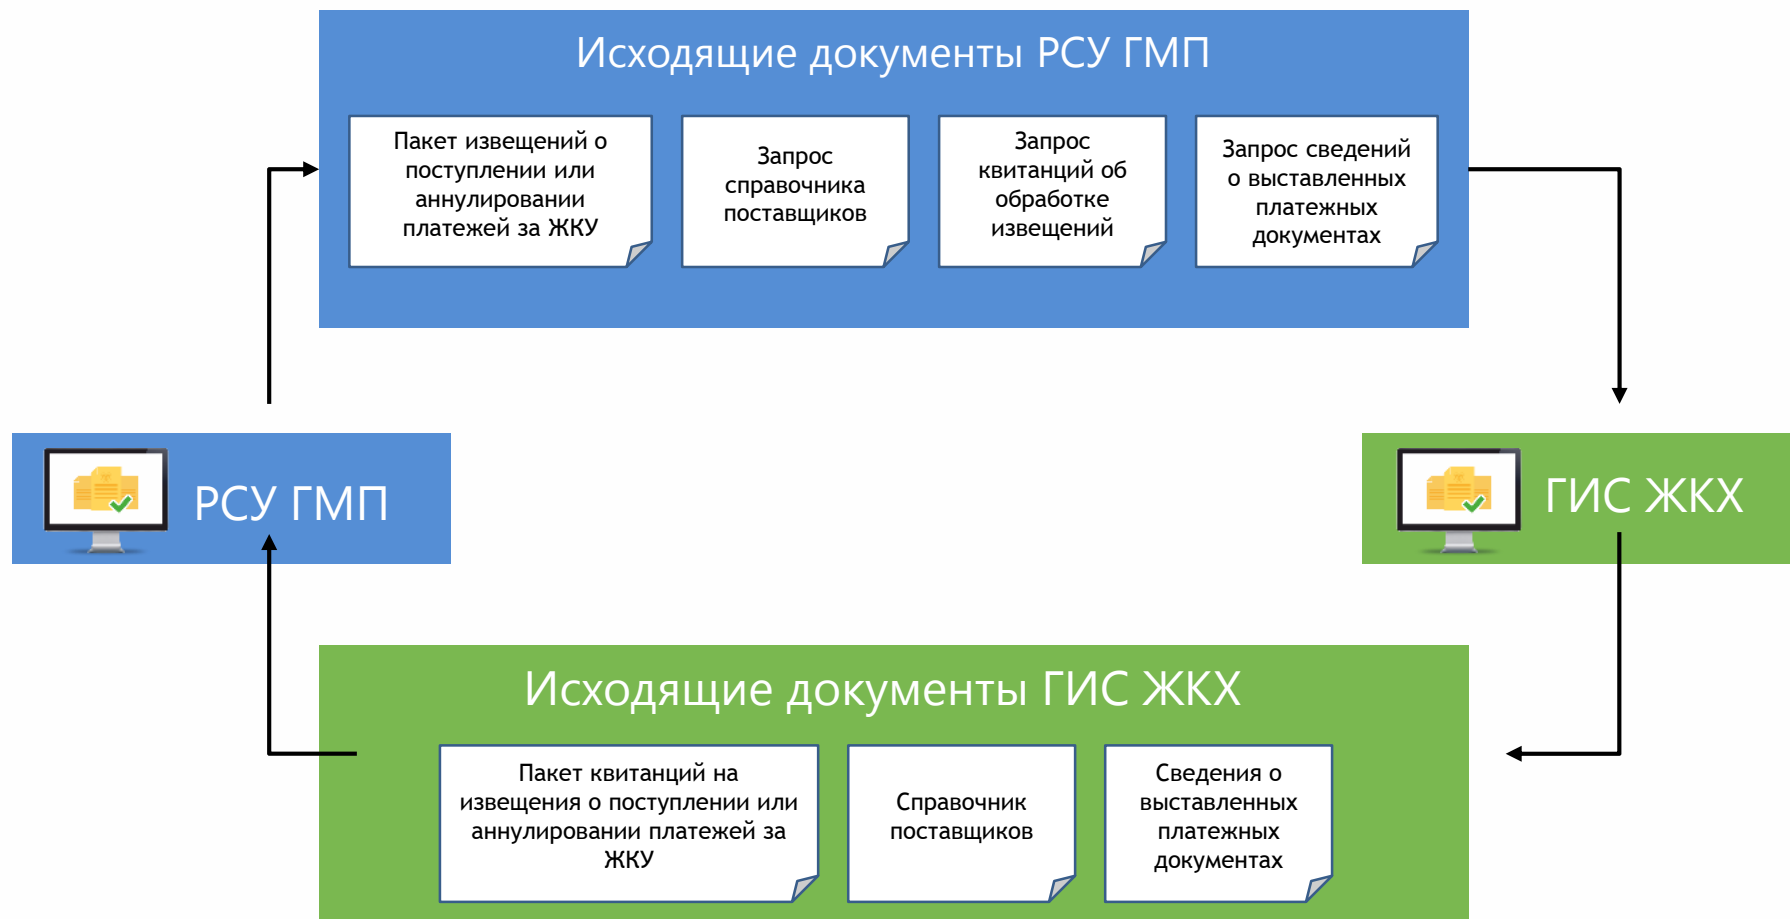 Исходящие документы РСУ ГМП
Пакет извещений о
поступлении или
аннулировании
платежей за ЖКУ
Запрос
справочника
поставщиков
Запрос
квитанций об
обработке
извещений
Запрос сведений
о выставленных
платежных
документах
РСУ ГМП
ГИС ЖКХ
Исходящие документы ГИС ЖКХ
Пакет квитанций на
извещения о поступлении или
аннулировании платежей за
ЖКУ
Справочник
поставщиков
Сведения о
выставленных
платежных
документах